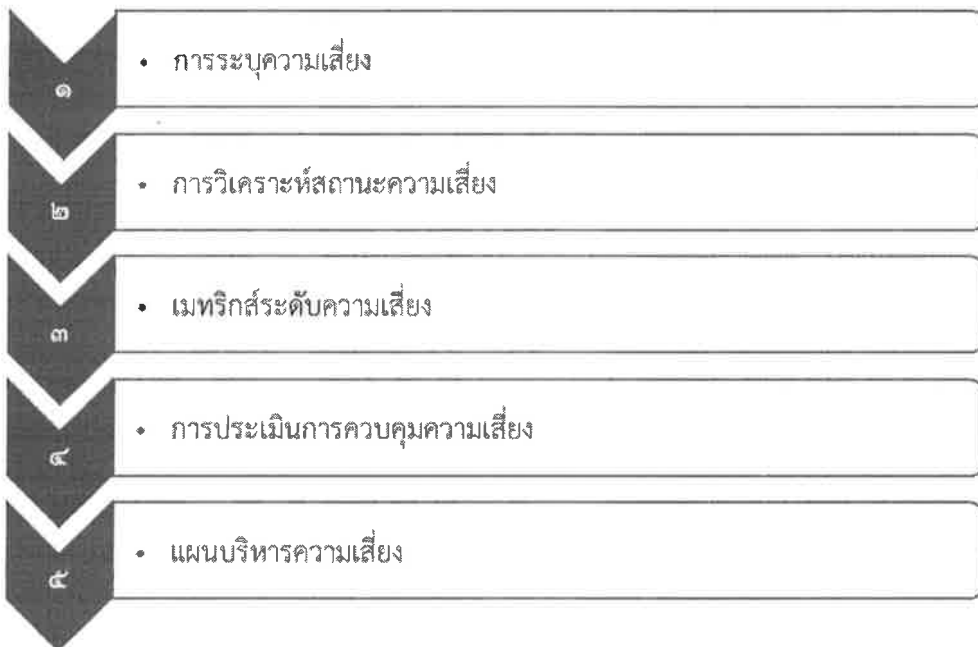 ๑
• การระบุความเสี่ยง
๒
• การวิเคราะห์สถานะความเสี่ยง
๓
• เมทริกส์ระดับความเสี่ยง
๔
• การประเมินการควบคุมความเสี่ยง
๕
• แผนบริหารความเสี่ยง